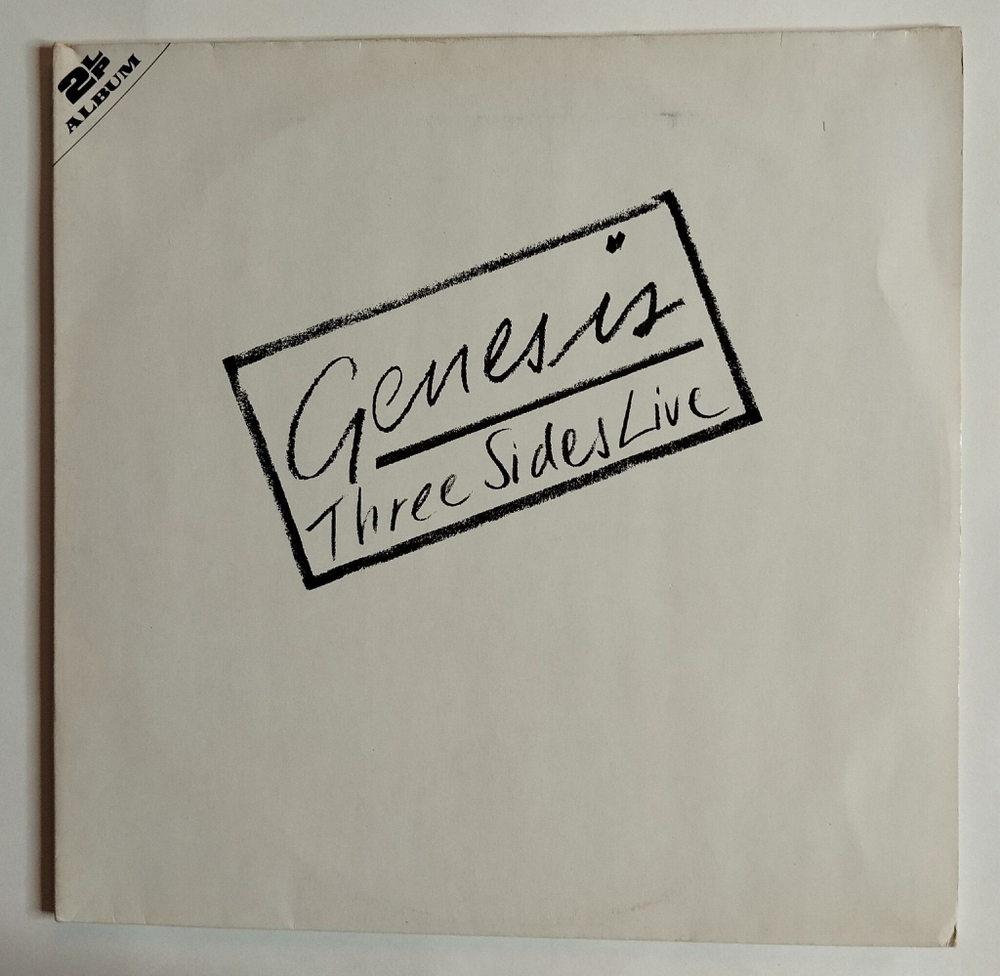 2LP
ALBUM
Genesis
Three Sides Live